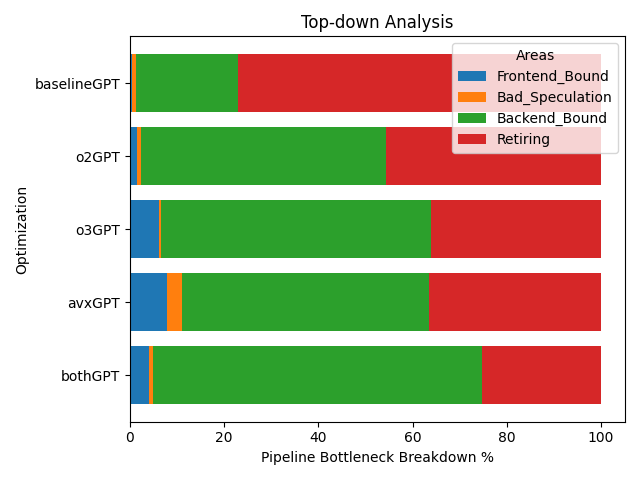 Top-down Analysis
Areas
Frontend_Bound
Bad_Speculation
Backend_Bound
Retiring
Optimization
baselineGPT
o2GPT
o3GPT
avxGPT
bothGPT
0 20 40 60 80 100
Pipeline Bottleneck Breakdown %